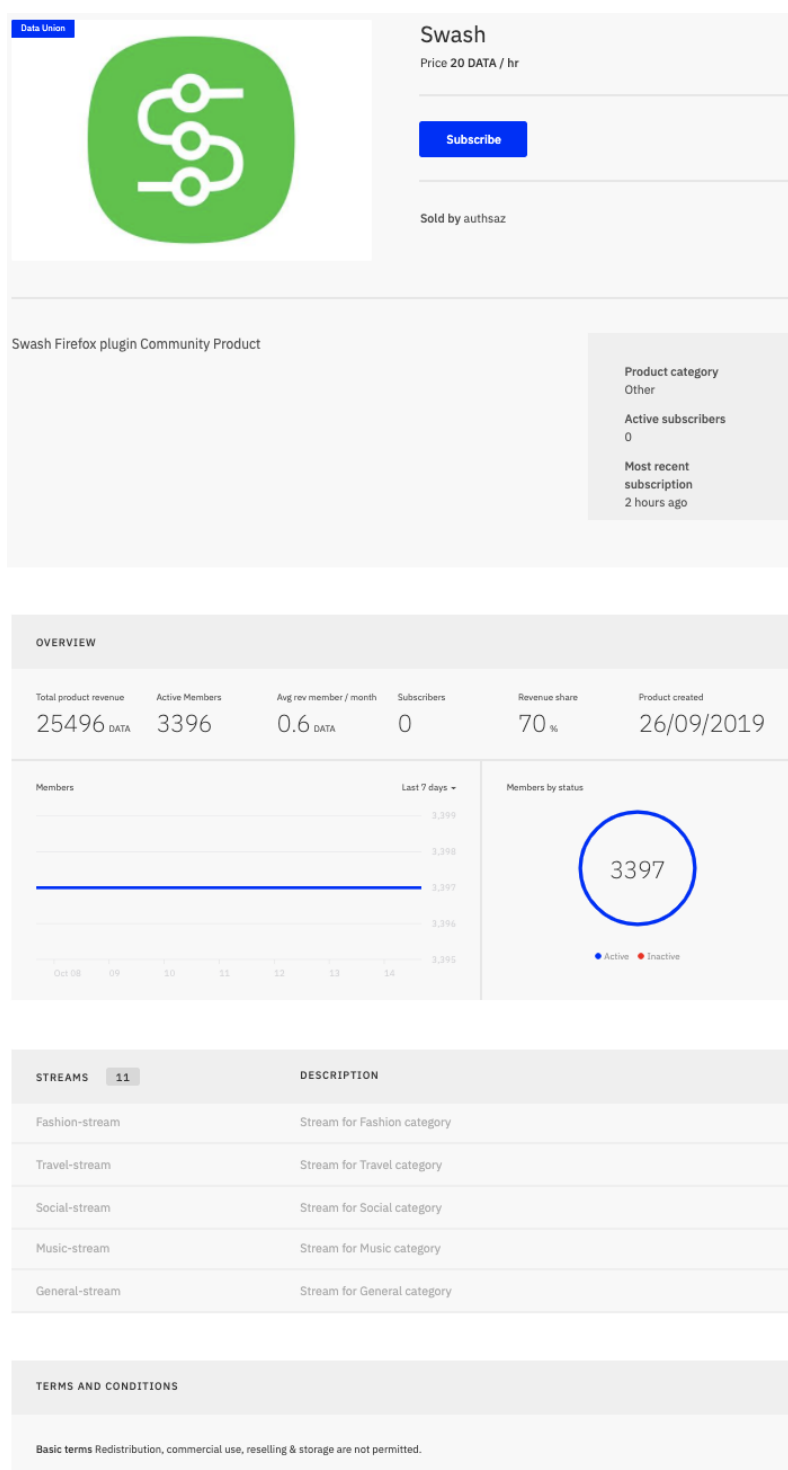 Data Union
Swash
Price 20 DATA / hr
Subscribe
Sold by authsaz
Swash Firefox plugin Community Product
Product category
Other
Active subscribers
0
Most recent
subscription
2 hours ago
OVERVIEW
Total product revenue
25496 DATA
Active Members
3396
Avg rev member / month
0.6 DATA
Subscribers
0
Revenue share
70 %
Product created
26/09/2019
Members
Last 7 days
3,399
3,398
3,397
3,396
3,395
Oct 08 09 10 11 12 13 14
Members by status
3397
Active Inactive
STREAMS 11 DESCRIPTION
Fashion-stream Stream for Fashion category
Travel-stream Stream for Travel category
Social-stream Stream for Social category
Music-stream Stream for Music category
General-stream Stream for General category
TERMS AND CONDITIONS
Basic terms Redistribution, commercial use, reselling & storage are not permitted.